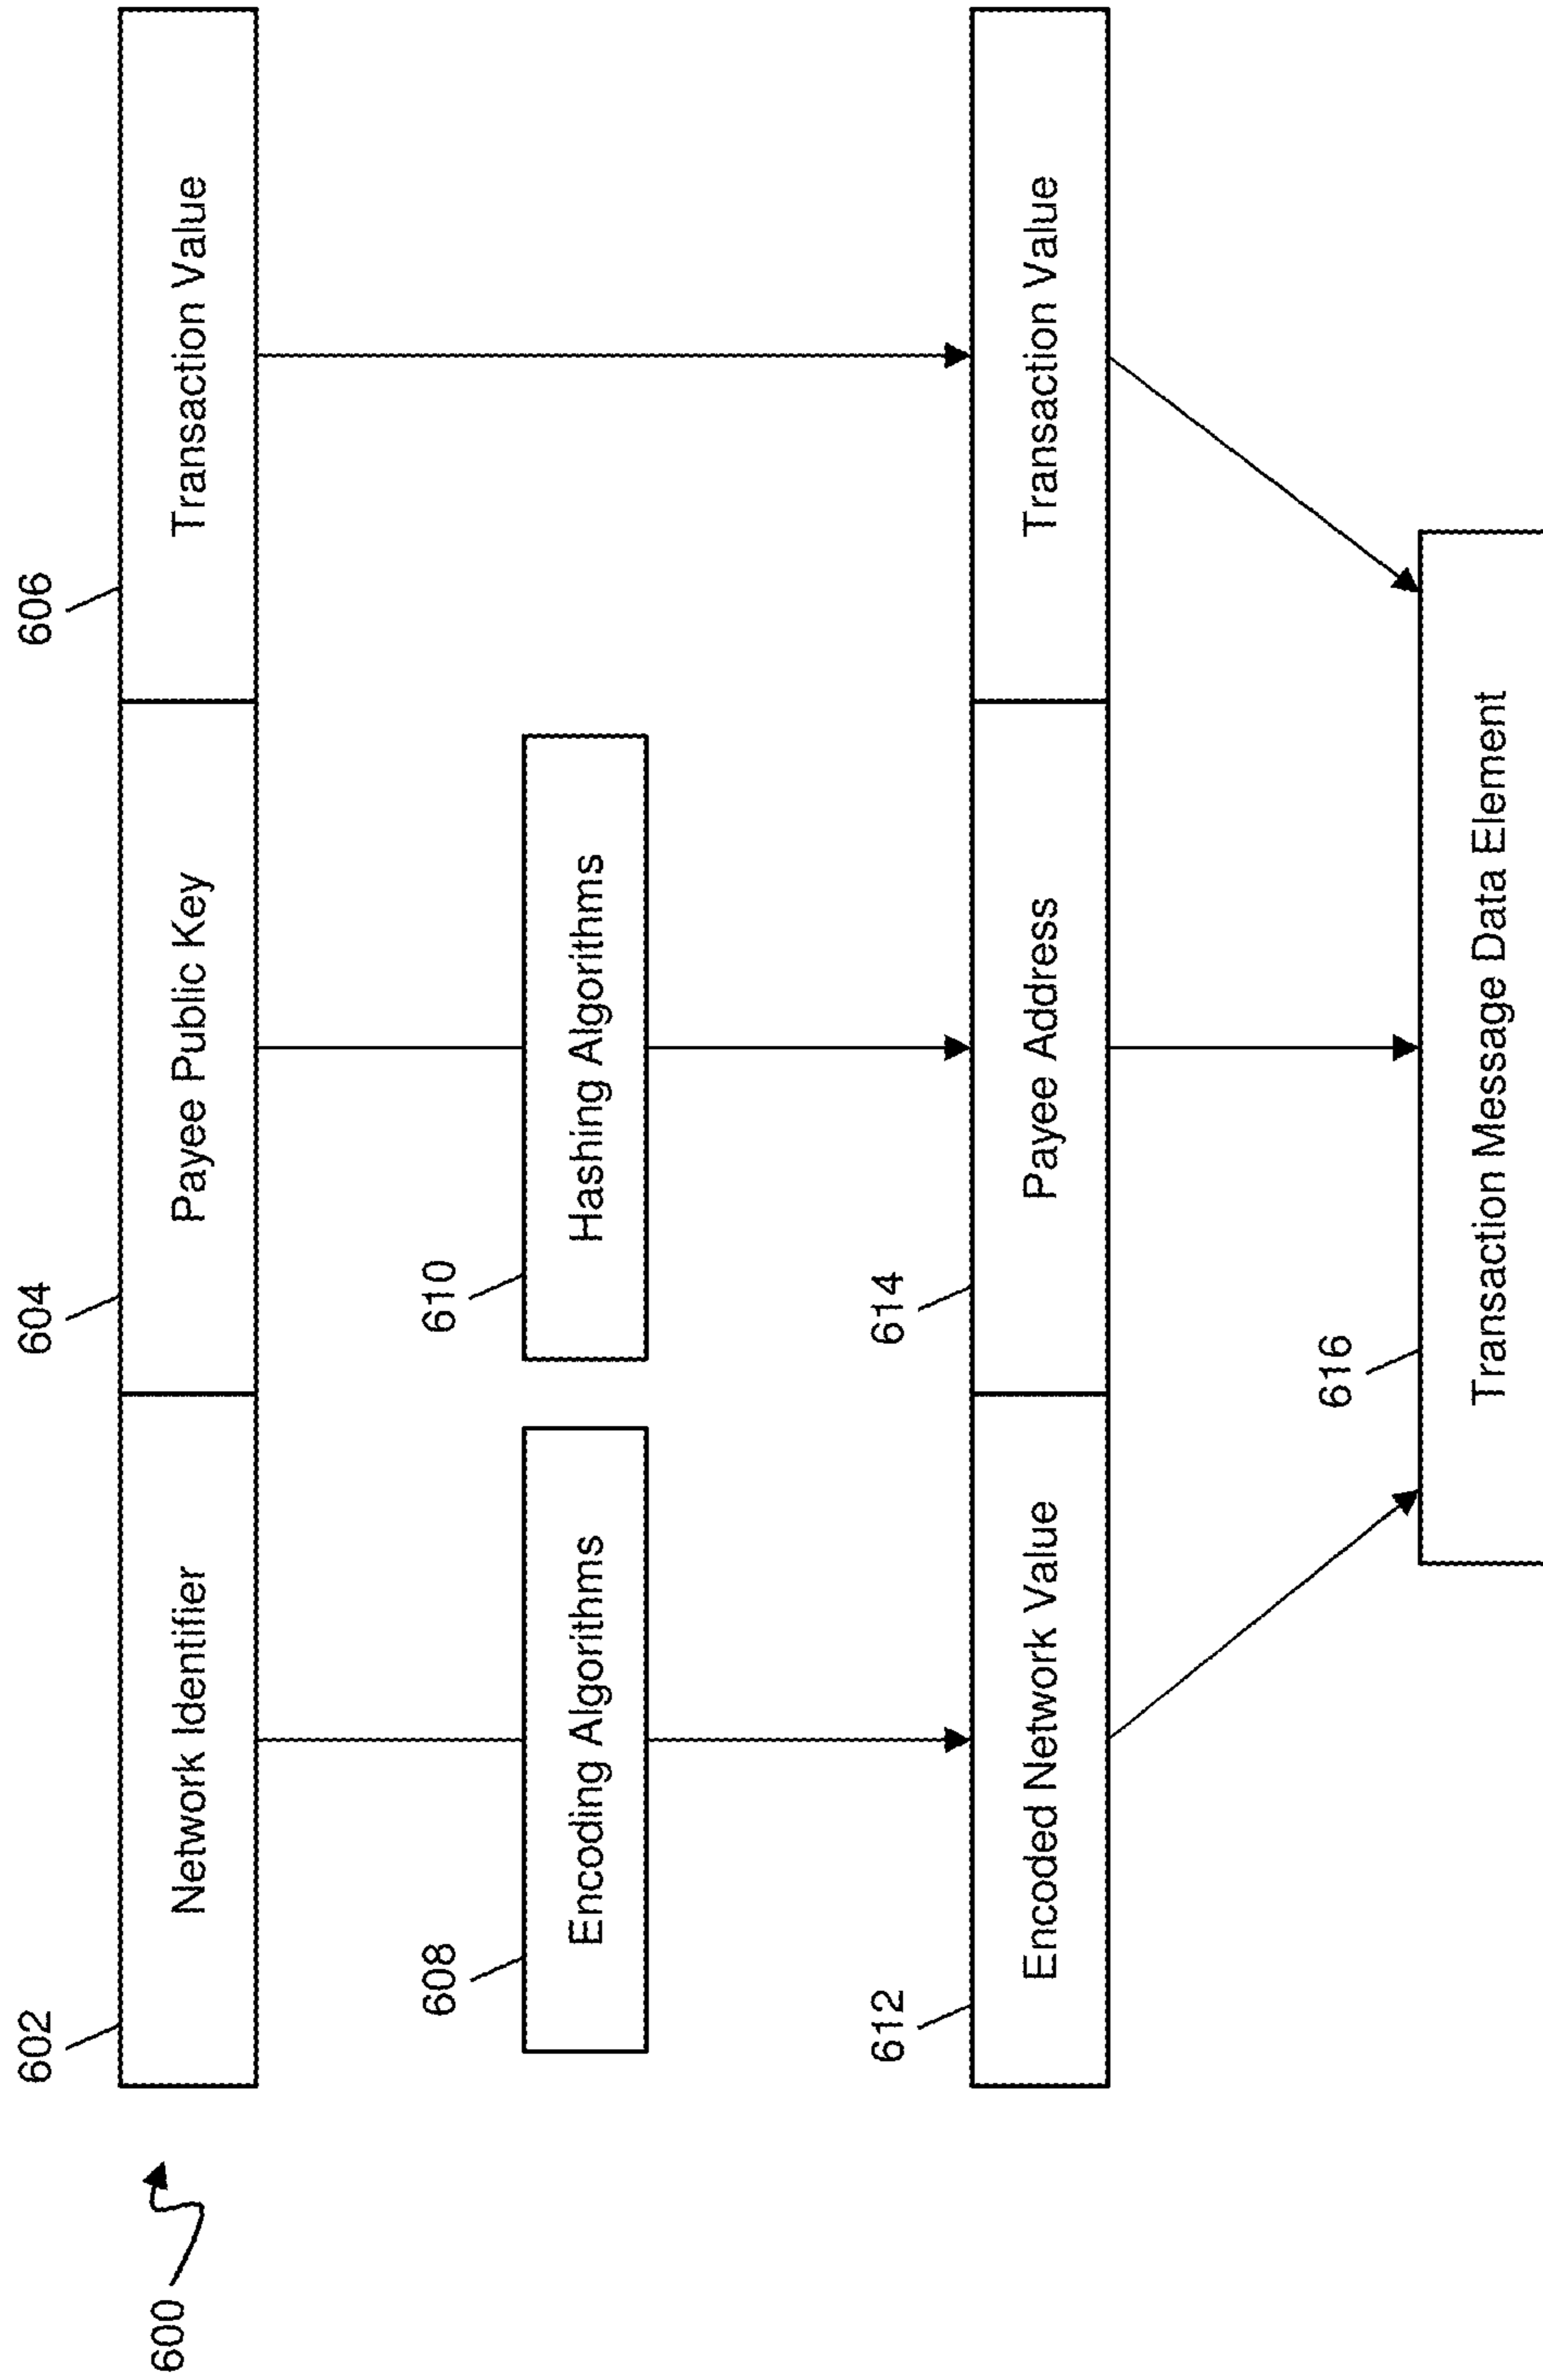 600
602
604
606
Network Identifier
Payee Public Key
Transaction Value
608
610
Encoding Algorithms
Hashing Algorithms
612
614
Encoded Network Value
Payee Address
Transaction Value
616
Transaction Message Data Element